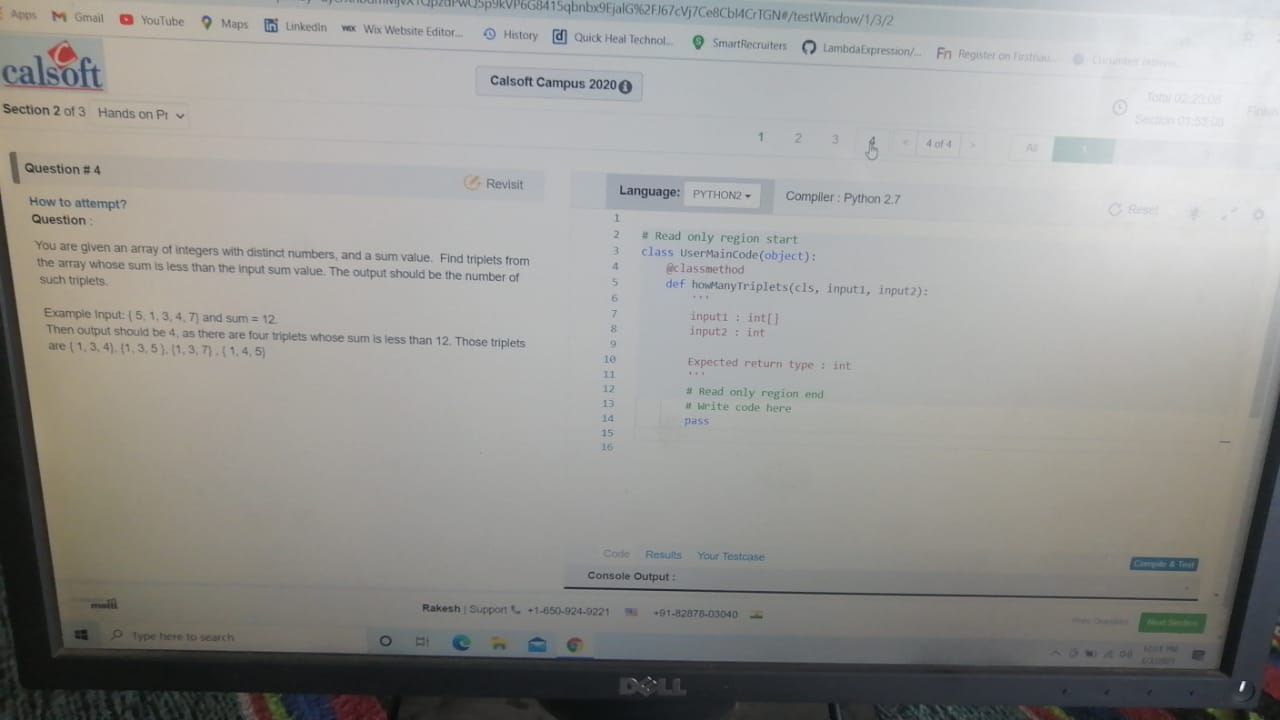 Apps Gmail YouTube Maps LinkedIn WIX Wix Website Editor... History Quick Heal Technol... SmartRecruiters LambdaExpression/... Fn Register on Firstnau...
calsoft
Calsoft Campus 2020
Section 2 of 3 Hands on Pr
Total 02:23:08
Section 01:53:08
Finish
1 2 3 4 < 4 of 4 > All 1
Question # 4
Revisit
Language: PYTHON2 Compiler : Python 2.7
Reset
How to attempt?
Question :
You are given an array of integers with distinct numbers, and a sum value. Find triplets from
the array whose sum is less than the input sum value. The output should be the number of
such triplets.
Example Input: { 5, 1, 3, 4, 7} and sum = 12.
Then output should be 4, as there are four triplets whose sum is less than 12. Those triplets
are { 1, 3, 4}, {1, 3, 5 }, {1, 3, 7} , { 1, 4, 5}
1
2 # Read only region start
3 class UserMainCode(object):
4 @classmethod
5 def howManyTriplets(cls, input1, input2):
6 '''
7 input1 : int[]
8 input2 : int
9
10 Expected return type : int
11 '''
12 # Read only region end
13 # Write code here
14 pass
15
16
Code Results Your Testcase
Compile & Test
Console Output :
mettl
Rakesh | Support +1-650-924-9221 +91-82878-03040
Prev Question Next Section
Type here to search
DELL